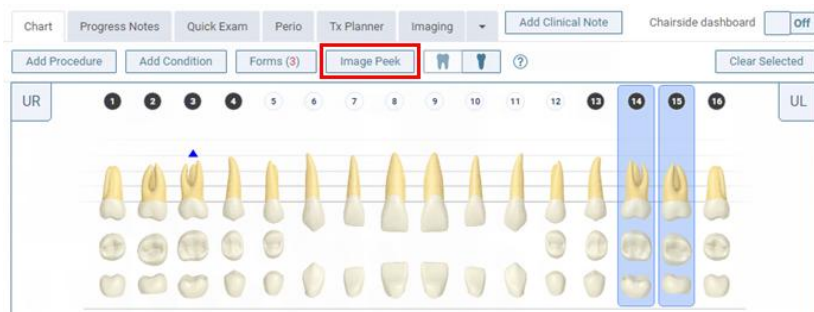 Chart Progress Notes Quick Exam Perio Tx Planner Imaging Add Clinical Note Chairside dashboard Off
Add Procedure Add Condition Forms (3) Image Peek ? Clear Selected
UR 1 2 3 4 5 6 7 8 9 10 11 12 13 14 15 16 UL